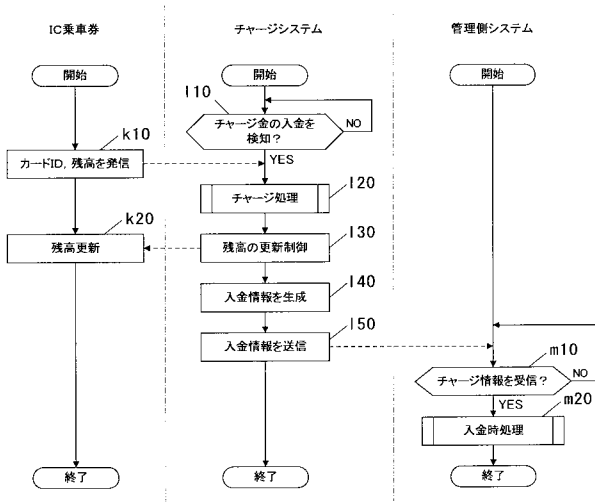 IC乗車券
チャージシステム
管理側システム
開始
開始
開始
l10
チャージ金の入金を
検知？
NO
YES
k10
カードID, 残高を発信
l20
チャージ処理
k20
残高更新
l30
残高の更新制御
l40
入金情報を生成
l50
入金情報を送信
m10
チャージ情報を受信？
NO
YES
m20
入金時処理
終了
終了
終了